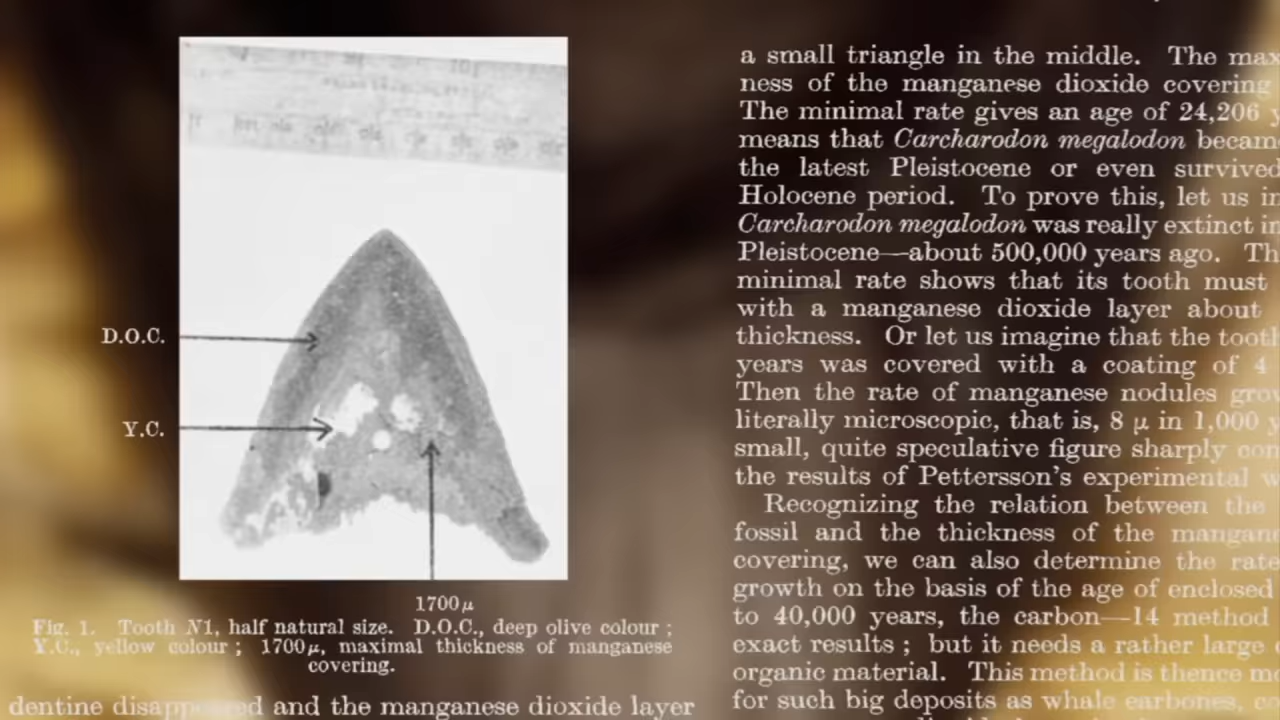 D.O.C.
Y.C.
1700μ
Fig. 1. Tooth N1, half natural size. D.O.C., deep olive colour ;
Y.C., yellow colour ; 1700μ, maximal thickness of manganese
covering.
dentine disappeared and the manganese dioxide layer
a small triangle in the middle. The max
ness of the manganese dioxide covering
The minimal rate gives an age of 24,206 y
means that Carcharodon megalodon becam
the latest Pleistocene or even survived
Holocene period. To prove this, let us i
Carcharodon megalodon was really extinct in
Pleistocene—about 500,000 years ago. Th
minimal rate shows that its tooth must
with a manganese dioxide layer about
thickness. Or let us imagine that the tooth
years was covered with a coating of 4
Then the rate of manganese nodules grow
literally microscopic, that is, 8 μ in 1,000 y
small, quite speculative figure sharply con
the results of Pettersson's experimental w
Recognizing the relation between the
fossil and the thickness of the mangan
covering, we can also determine the rate
growth on the basis of the age of enclosed
to 40,000 years, the carbon—14 method
exact results ; but it needs a rather large
organic material. This method is thence mo
for such big deposits as whale earbones, c